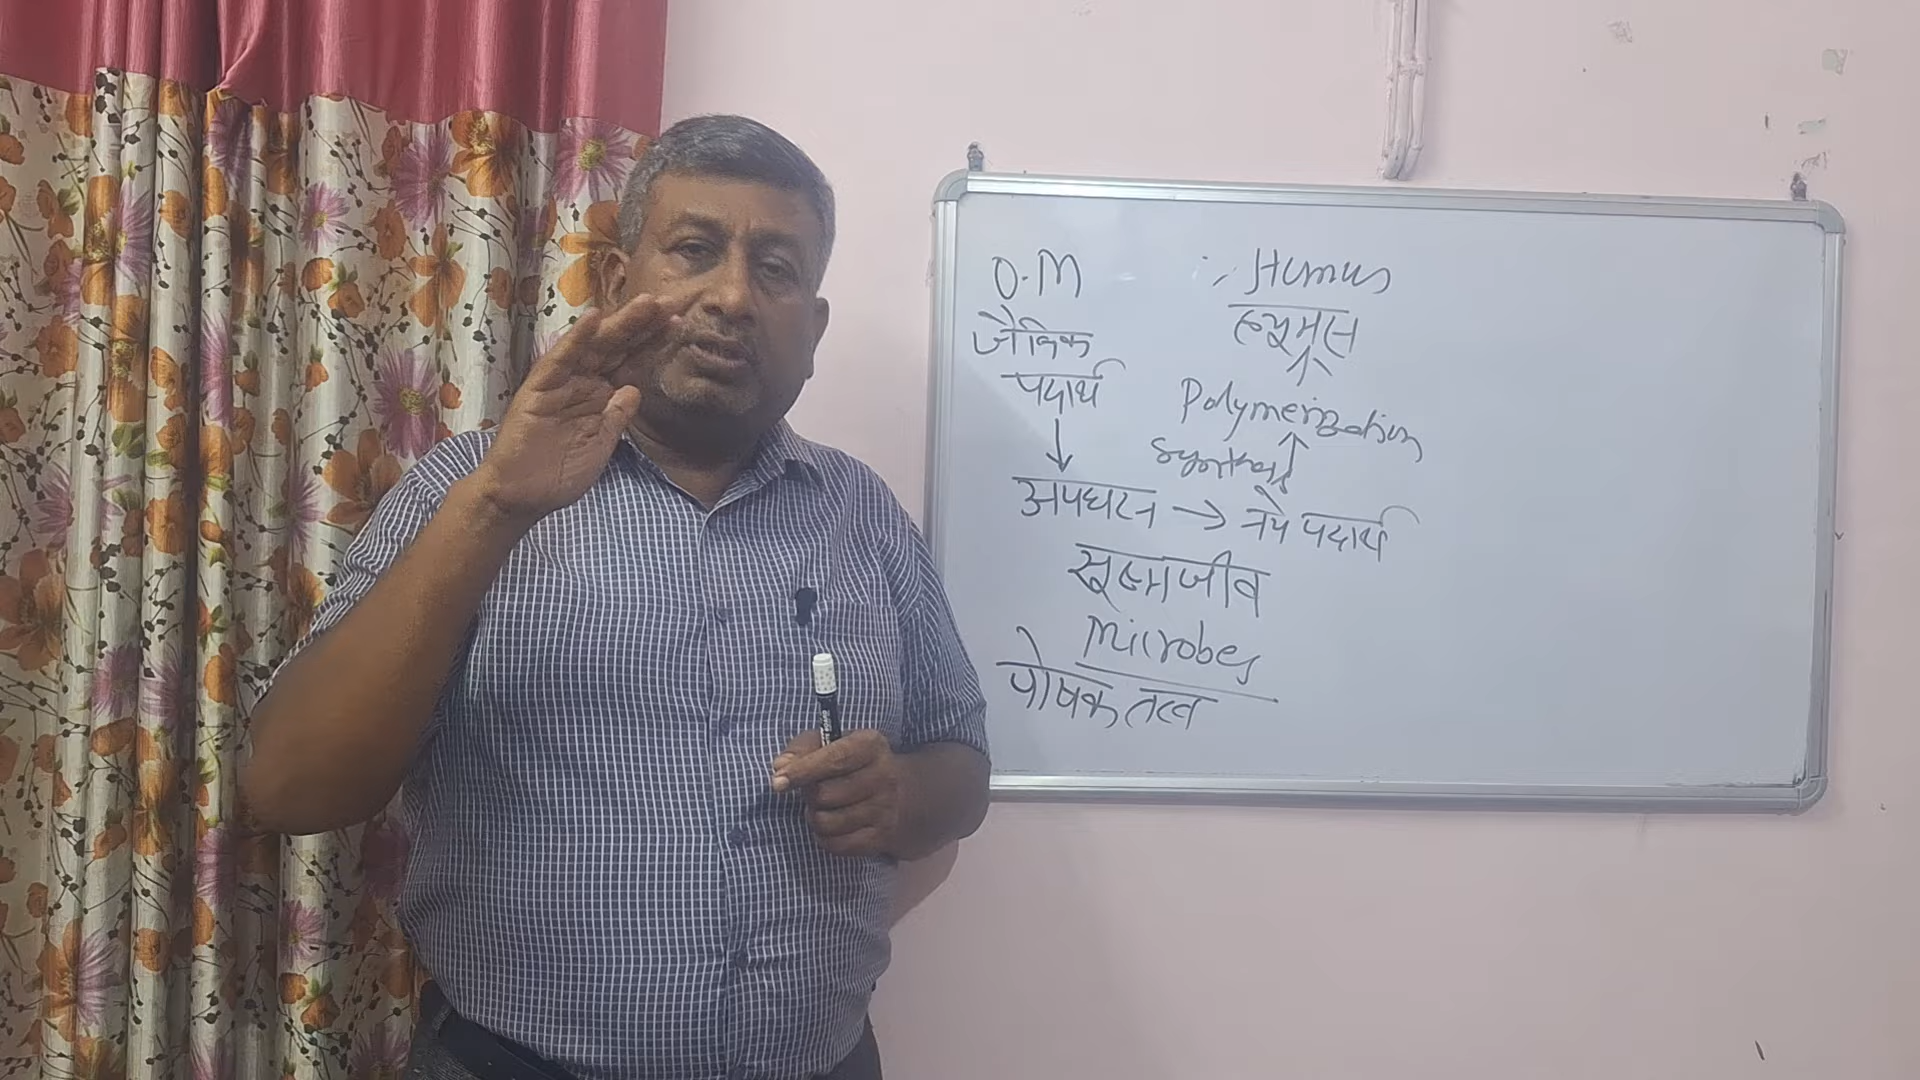 O.M
जैविक
पदार्थ
अपघटन → नये पदार्थ
Humus
ह्यूमस
Polymerization
Synthesis
सूक्ष्मजीव
Microbes
पोषक तत्व